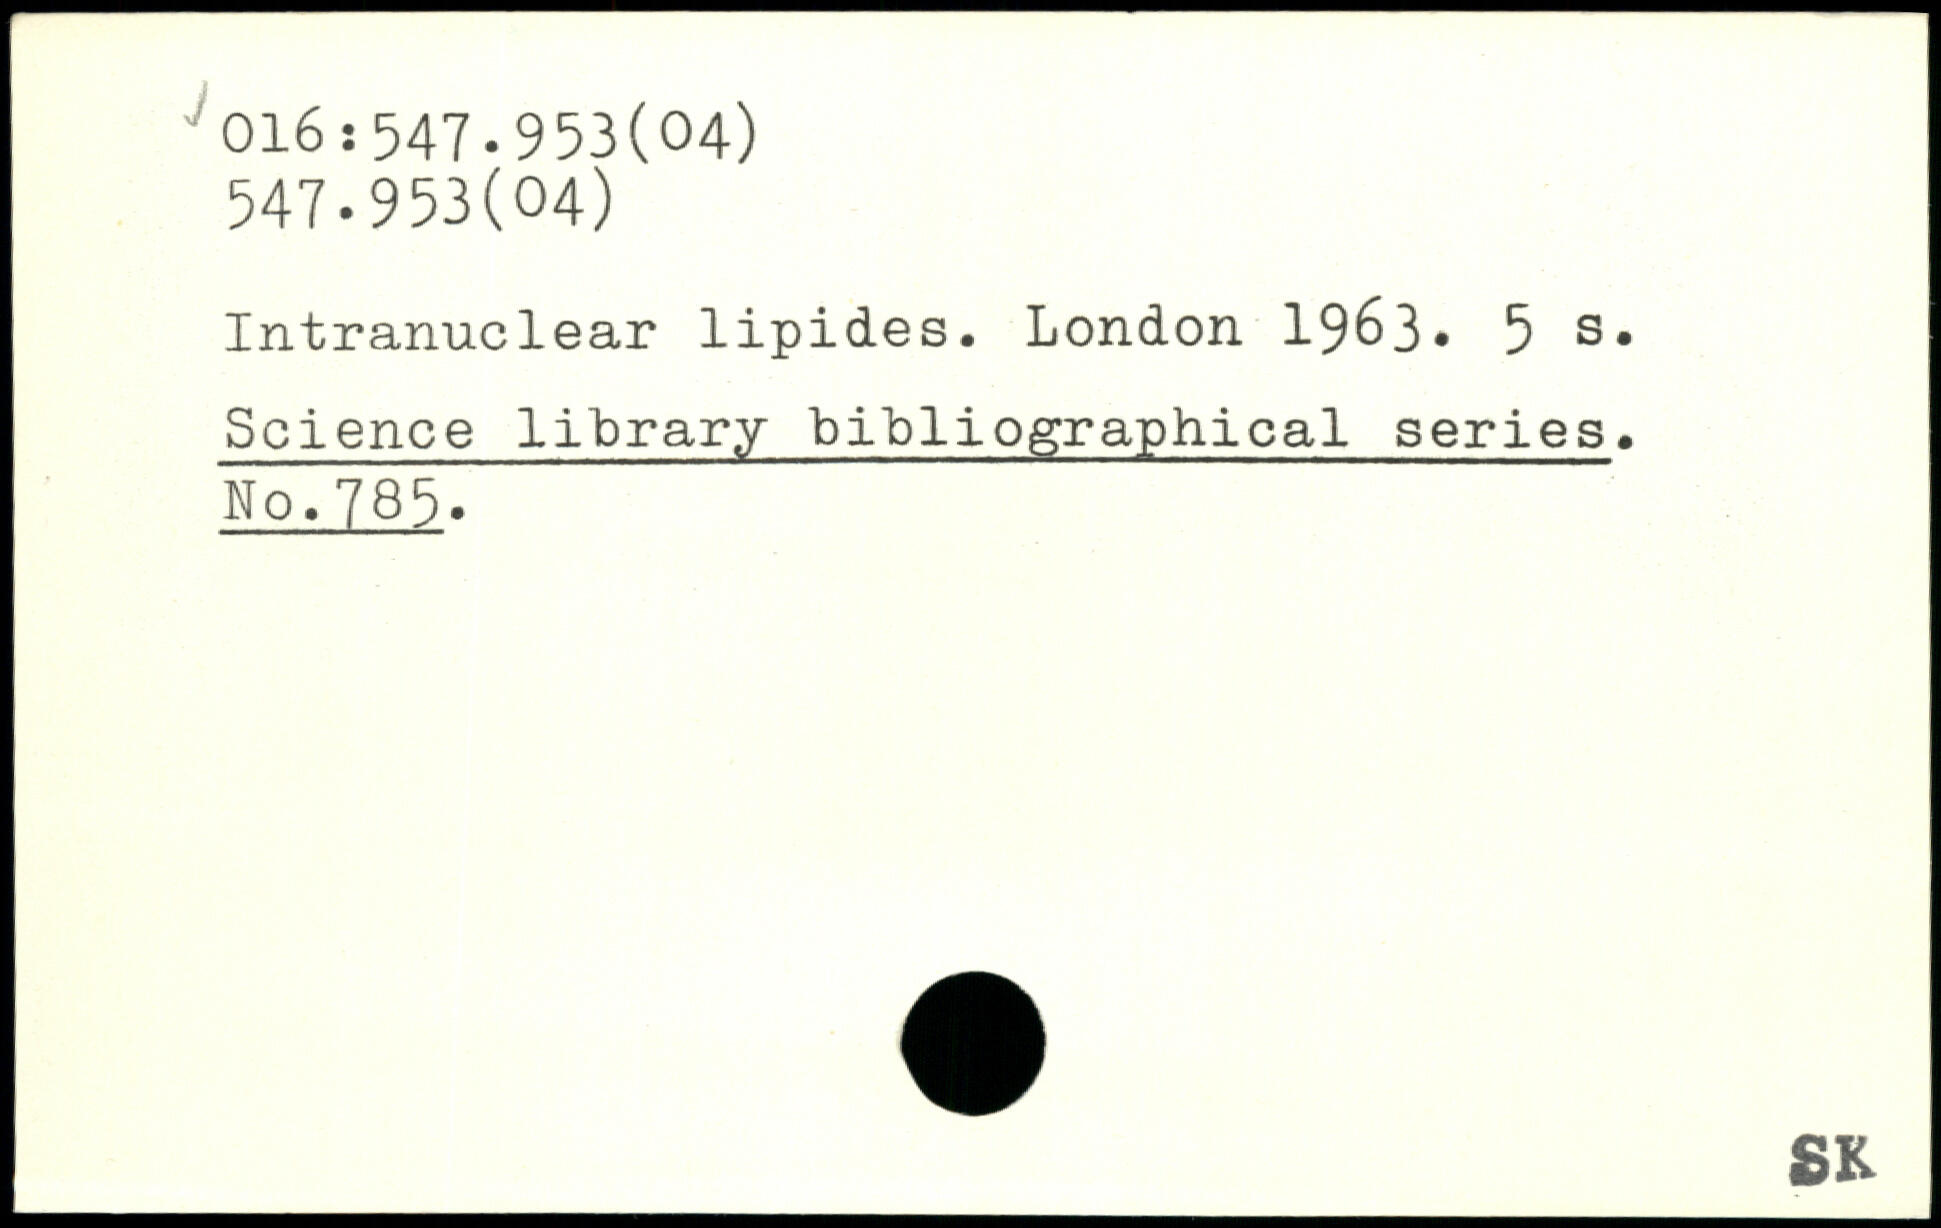 016:547.953(04)
547.953(04)
Intranuclear lipides. London 1963. 5 s.
Science library bibliographical series.
No.785.
SK